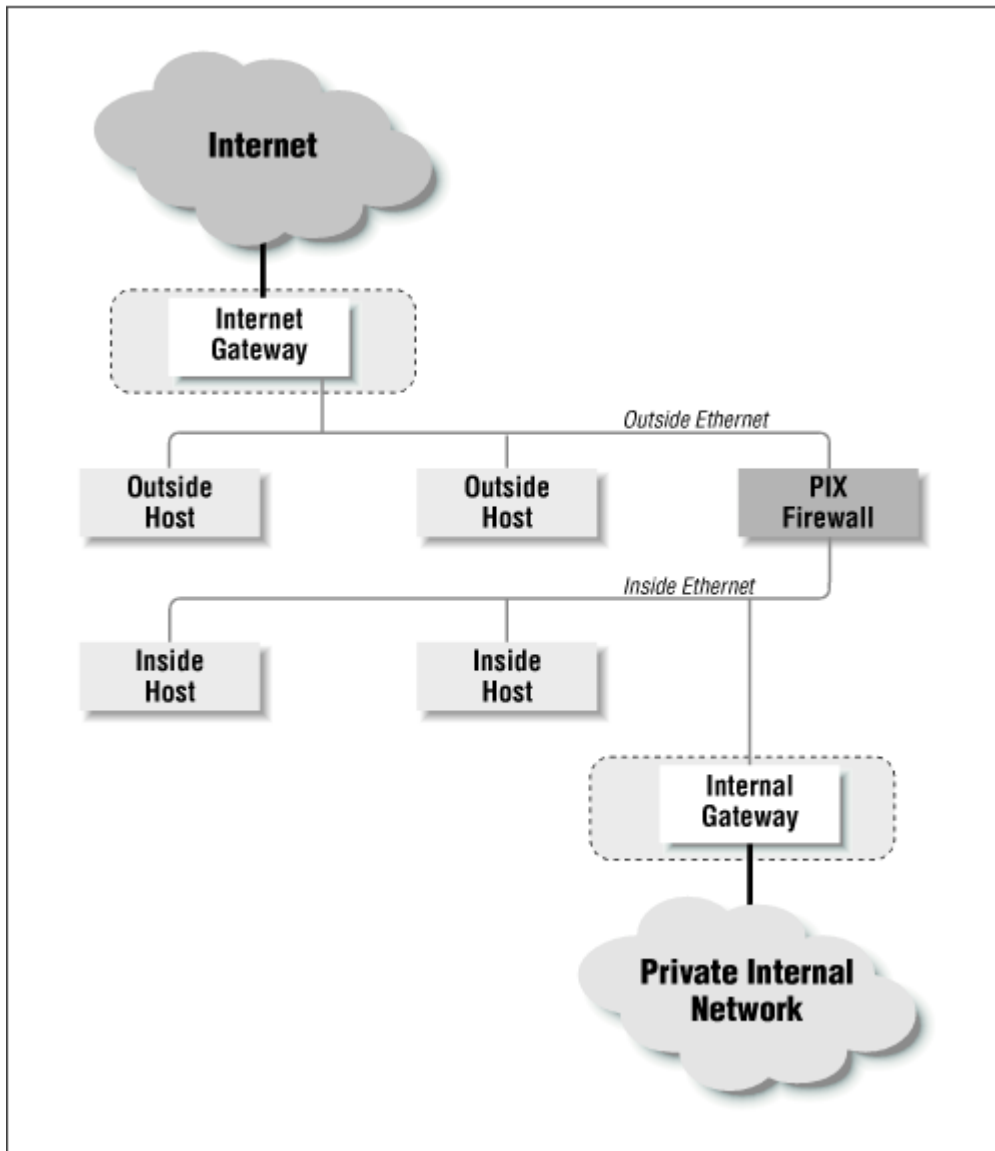 Internet
Internet
Gateway
Outside Ethernet
Outside
Host
Outside
Host
PIX
Firewall
Inside Ethernet
Inside
Host
Inside
Host
Internal
Gateway
Private Internal
Network